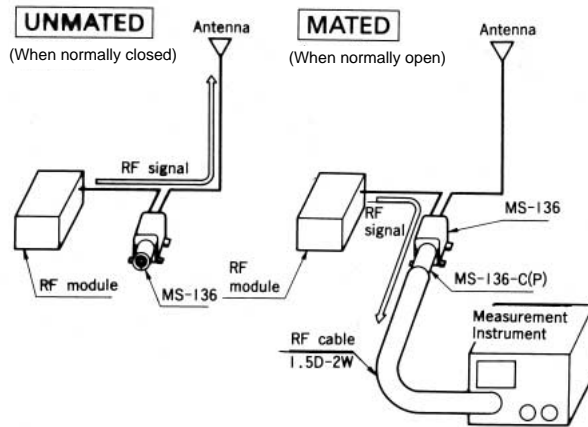 UNMATED
(When normally closed)
Antenna
RF signal
RF module
MS-136
MATED
(When normally open)
Antenna
RF
signal
RF
module
MS-136
MS-136-C(P)
RF cable
1.5D-2W
Measurement
Instrument